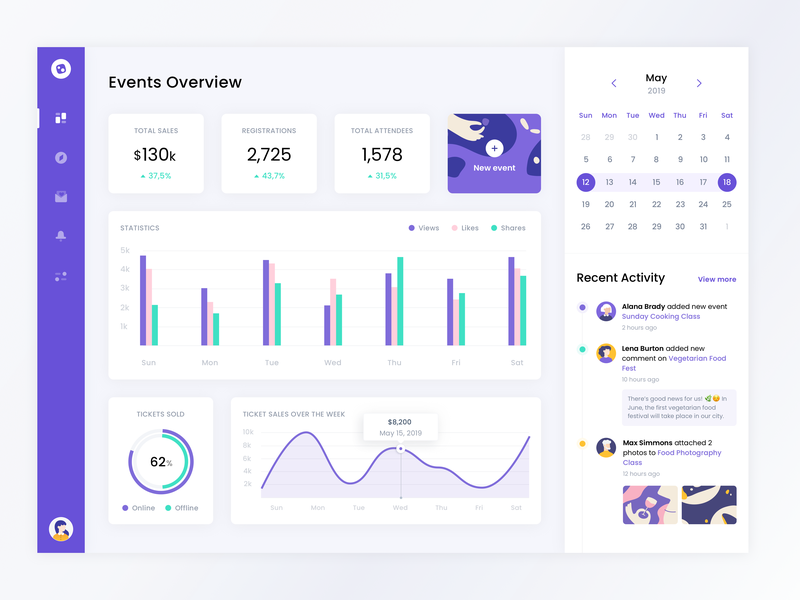 Events Overview
TOTAL SALES
$130k
37,5%
REGISTRATIONS
2,725
43,7%
TOTAL ATTENDEES
1,578
31,5%
+
New event
STATISTICS
Views
Likes
Shares
5k
4k
3k
2k
1k
Sun Mon Tue Wed Thu Fri Sat
TICKETS SOLD
62%
Online
Offline
TICKET SALES OVER THE WEEK
$8,200
May 15, 2019
10k
8k
6k
4k
2k
Sun Mon Tue Wed Thu Fri Sat
May
2019
Sun Mon Tue Wed Thu Fri Sat
28 29 30 1 2 3 4
5 6 7 8 9 10 11
12 13 14 15 16 17 18
19 20 21 22 23 24 25
26 27 28 29 30 31 1
Recent Activity
View more
Alana Brady added new event
Sunday Cooking Class
2 hours ago
Lena Burton added new
comment on Vegetarian Food
Fest
10 hours ago
There's good news for us! 🌿😋 In
June, the first vegetarian food
festival will take place in our city.
Max Simmons attached 2
photos to Food Photography
Class
12 hours ago